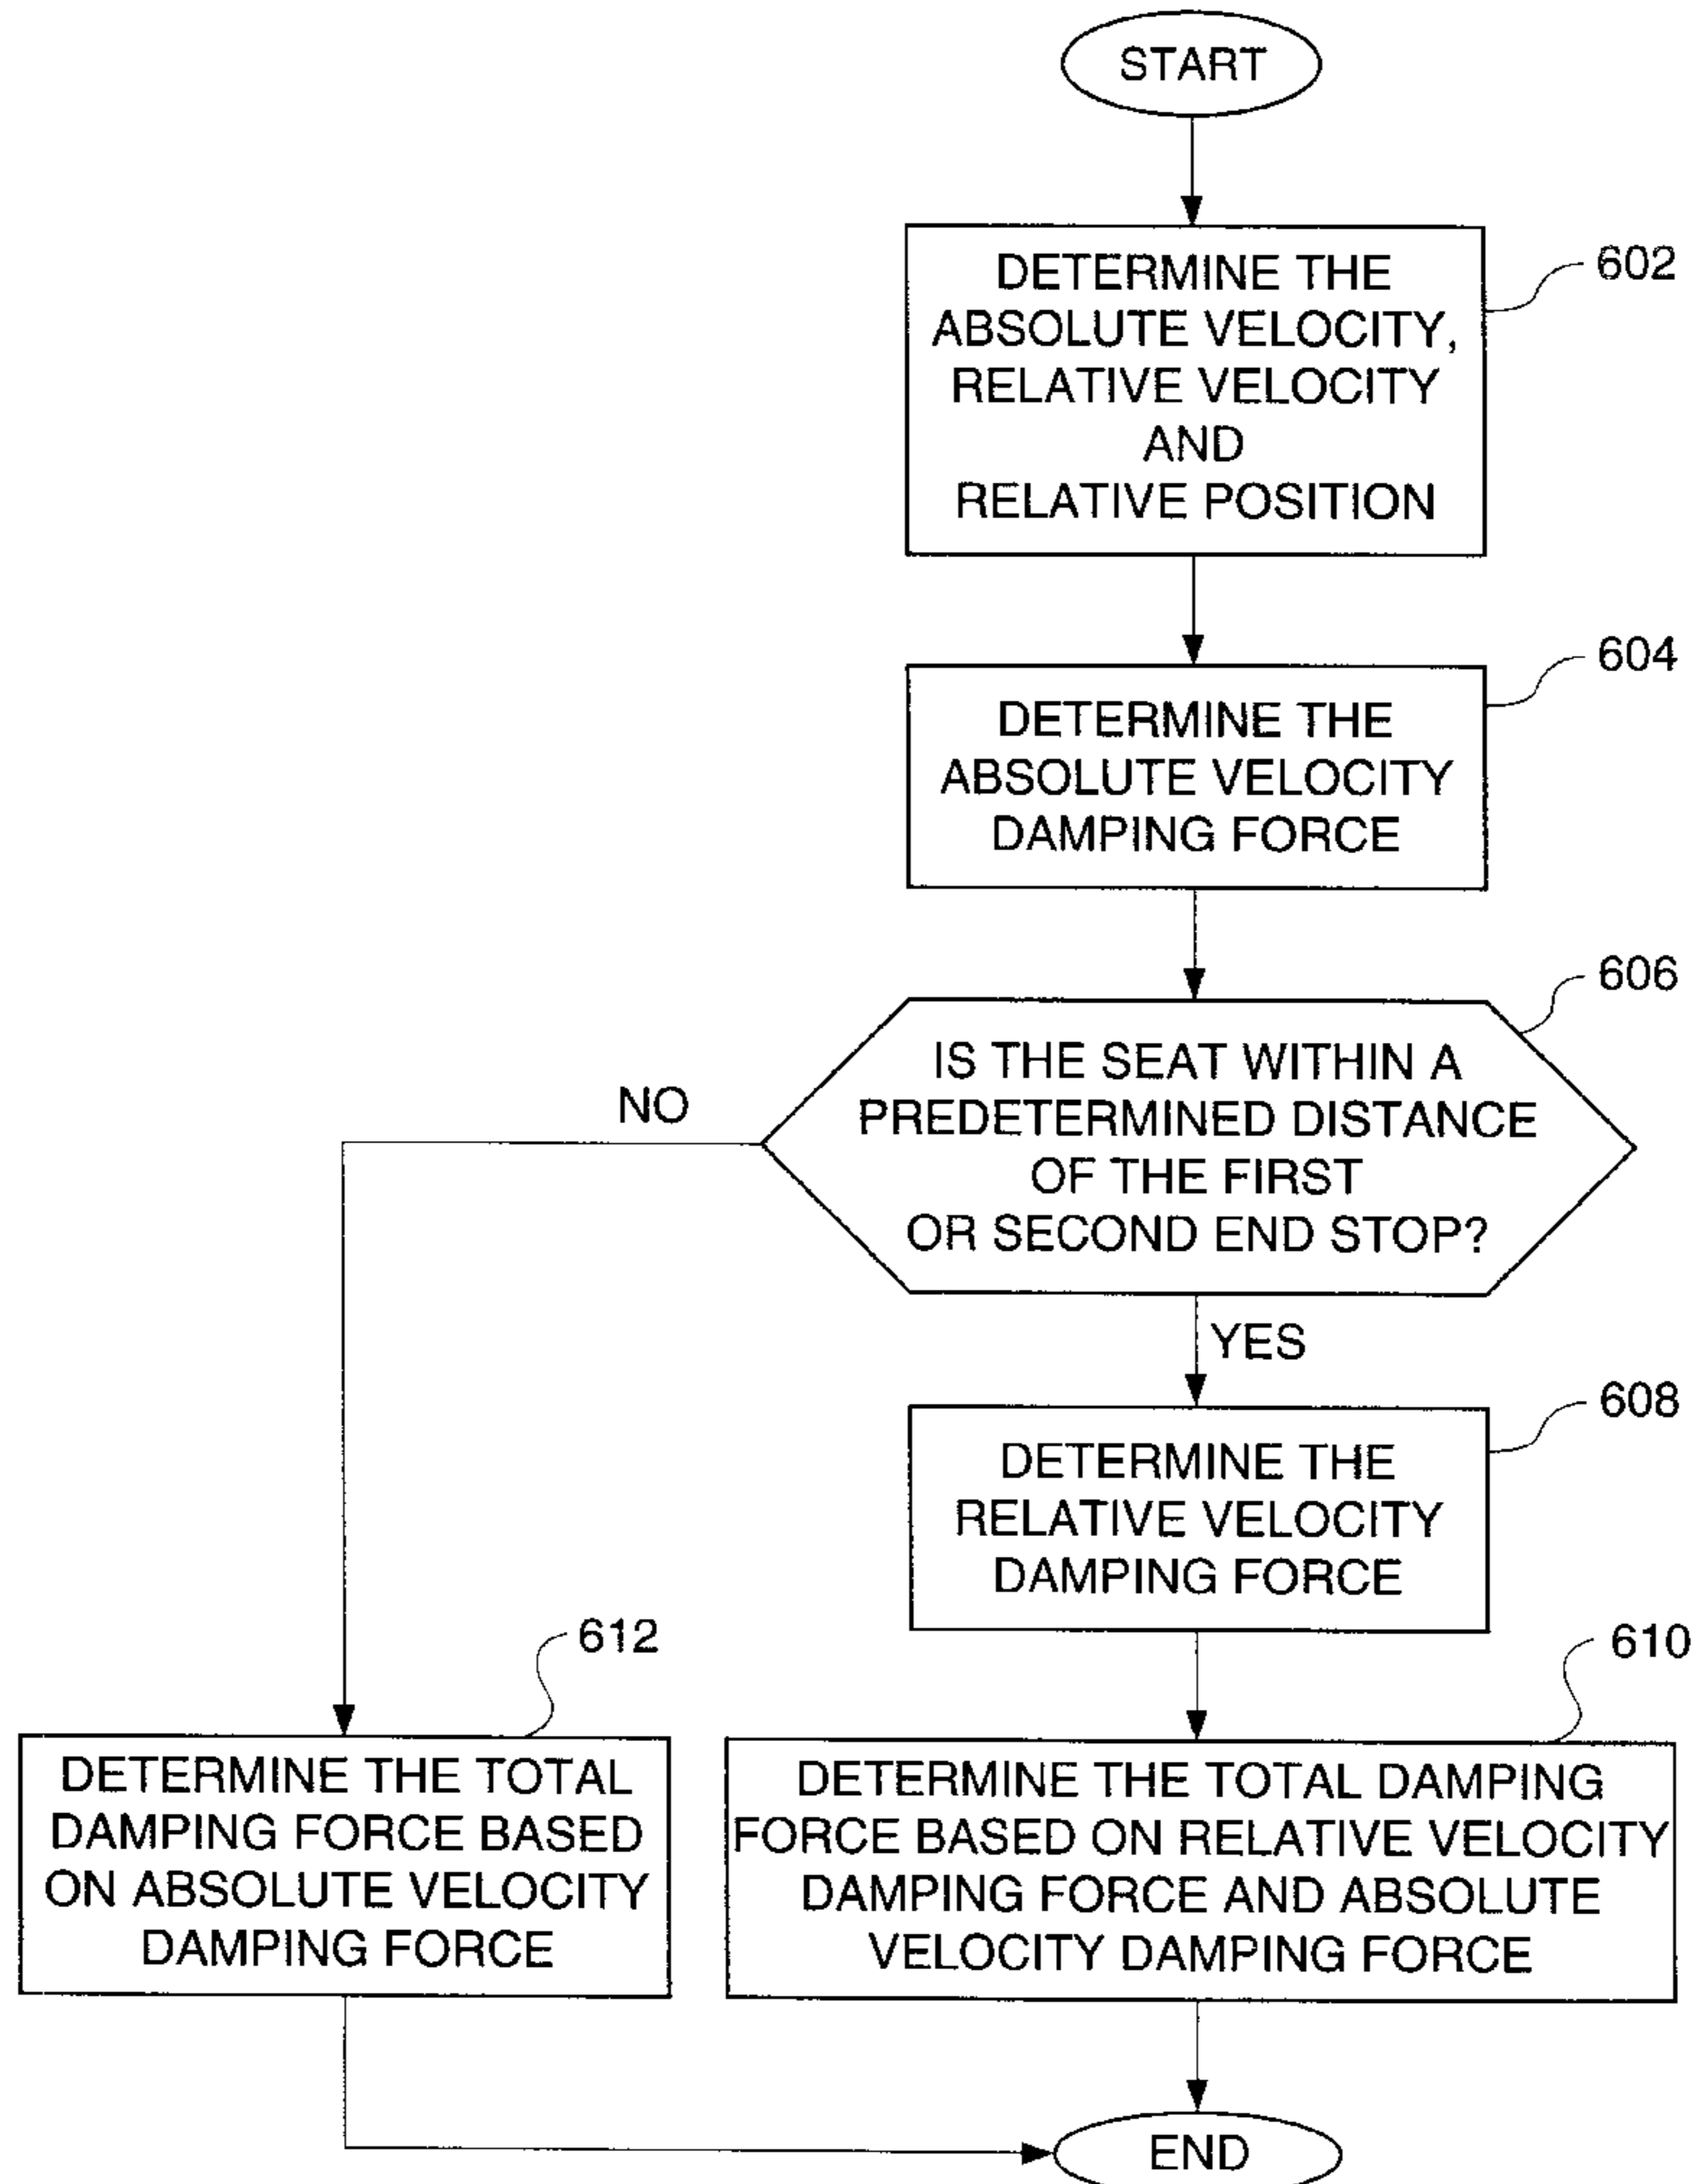 START
DETERMINE THE
ABSOLUTE VELOCITY,
RELATIVE VELOCITY
AND
RELATIVE POSITION
602
DETERMINE THE
ABSOLUTE VELOCITY
DAMPING FORCE
604
IS THE SEAT WITHIN A
PREDETERMINED DISTANCE
OF THE FIRST
OR SECOND END STOP?
606
NO
YES
DETERMINE THE
RELATIVE VELOCITY
DAMPING FORCE
608
612
DETERMINE THE TOTAL
DAMPING FORCE BASED
ON ABSOLUTE VELOCITY
DAMPING FORCE
610
DETERMINE THE TOTAL DAMPING
FORCE BASED ON RELATIVE VELOCITY
DAMPING FORCE AND ABSOLUTE
VELOCITY DAMPING FORCE
END